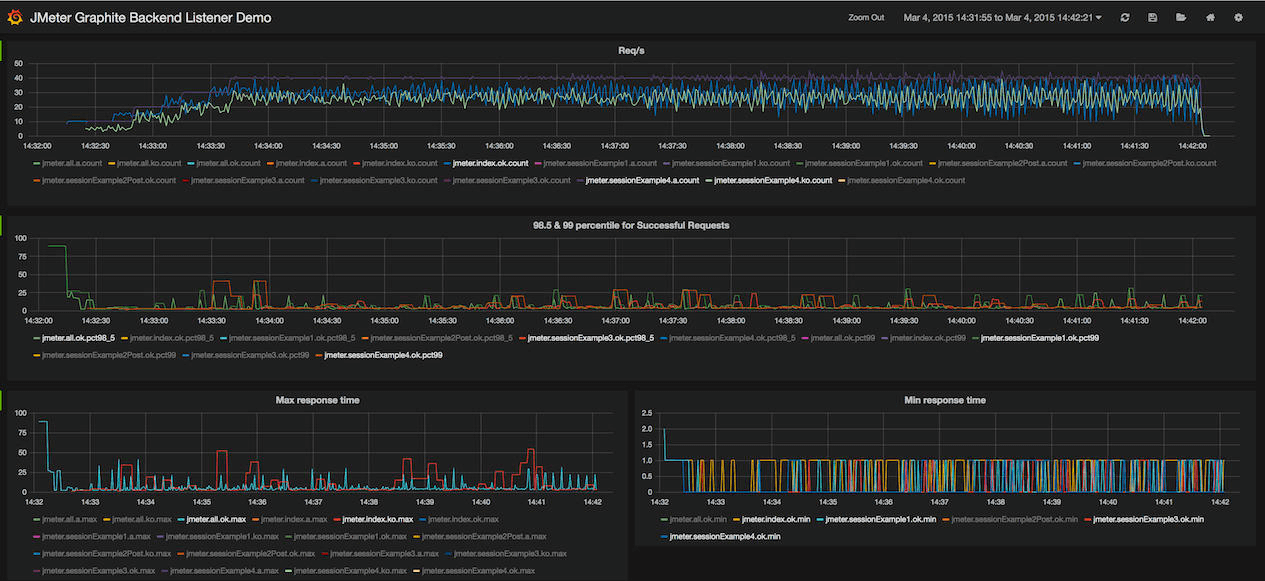 JMeter Graphite Backend Listener Demo
Zoom Out Mar 4, 2015 14:31:55 to Mar 4, 2015 14:42:21
Req/s
50
40
30
20
10
0
14:32:00 14:32:30 14:33:00 14:33:30 14:34:00 14:34:30 14:35:00 14:35:30 14:36:00 14:36:30 14:37:00 14:37:30 14:38:00 14:38:30 14:39:00 14:39:30 14:40:00 14:40:30 14:41:00 14:41:30 14:42:00
jmeter.all.a.count jmeter.all.ko.count jmeter.all.ok.count jmeter.index.a.count jmeter.index.ko.count jmeter.index.ok.count jmeter.sessionExample1.a.count jmeter.sessionExample1.ko.count jmeter.sessionExample1.ok.count jmeter.sessionExample2Post.a.count jmeter.sessionExample2Post.ko.count
jmeter.sessionExample2Post.ok.count jmeter.sessionExample3.a.count jmeter.sessionExample3.ko.count jmeter.sessionExample3.ok.count jmeter.sessionExample4.a.count jmeter.sessionExample4.ko.count jmeter.sessionExample4.ok.count
98.5 & 99 percentile for Successful Requests
100
75
50
25
0
14:32:00 14:32:30 14:33:00 14:33:30 14:34:00 14:34:30 14:35:00 14:35:30 14:36:00 14:36:30 14:37:00 14:37:30 14:38:00 14:38:30 14:39:00 14:39:30 14:40:00 14:40:30 14:41:00 14:41:30 14:42:00
jmeter.all.ok.pct98_5 jmeter.index.ok.pct98_5 jmeter.sessionExample1.ok.pct98_5 jmeter.sessionExample2Post.ok.pct98_5 jmeter.sessionExample3.ok.pct98_5 jmeter.sessionExample4.ok.pct98_5 jmeter.all.ok.pct99 jmeter.index.ok.pct99 jmeter.sessionExample1.ok.pct99
jmeter.sessionExample2Post.ok.pct99 jmeter.sessionExample3.ok.pct99 jmeter.sessionExample4.ok.pct99
Max response time
100
75
50
25
0
14:32 14:33 14:34 14:35 14:36 14:37 14:38 14:39 14:40 14:41 14:42
jmeter.all.a.max jmeter.all.ko.max jmeter.all.ok.max jmeter.index.a.max jmeter.index.ko.max jmeter.index.ok.max
jmeter.sessionExample1.a.max jmeter.sessionExample1.ko.max jmeter.sessionExample1.ok.max jmeter.sessionExample2Post.a.max
jmeter.sessionExample2Post.ko.max jmeter.sessionExample2Post.ok.max jmeter.sessionExample3.a.max jmeter.sessionExample3.ko.max
jmeter.sessionExample3.ok.max jmeter.sessionExample4.a.max jmeter.sessionExample4.ko.max jmeter.sessionExample4.ok.max
Min response time
2.5
2.0
1.5
1.0
0.5
0
14:32 14:33 14:34 14:35 14:36 14:37 14:38 14:39 14:40 14:41 14:42
jmeter.all.ok.min jmeter.index.ok.min jmeter.sessionExample1.ok.min jmeter.sessionExample2Post.ok.min jmeter.sessionExample3.ok.min
jmeter.sessionExample4.ok.min